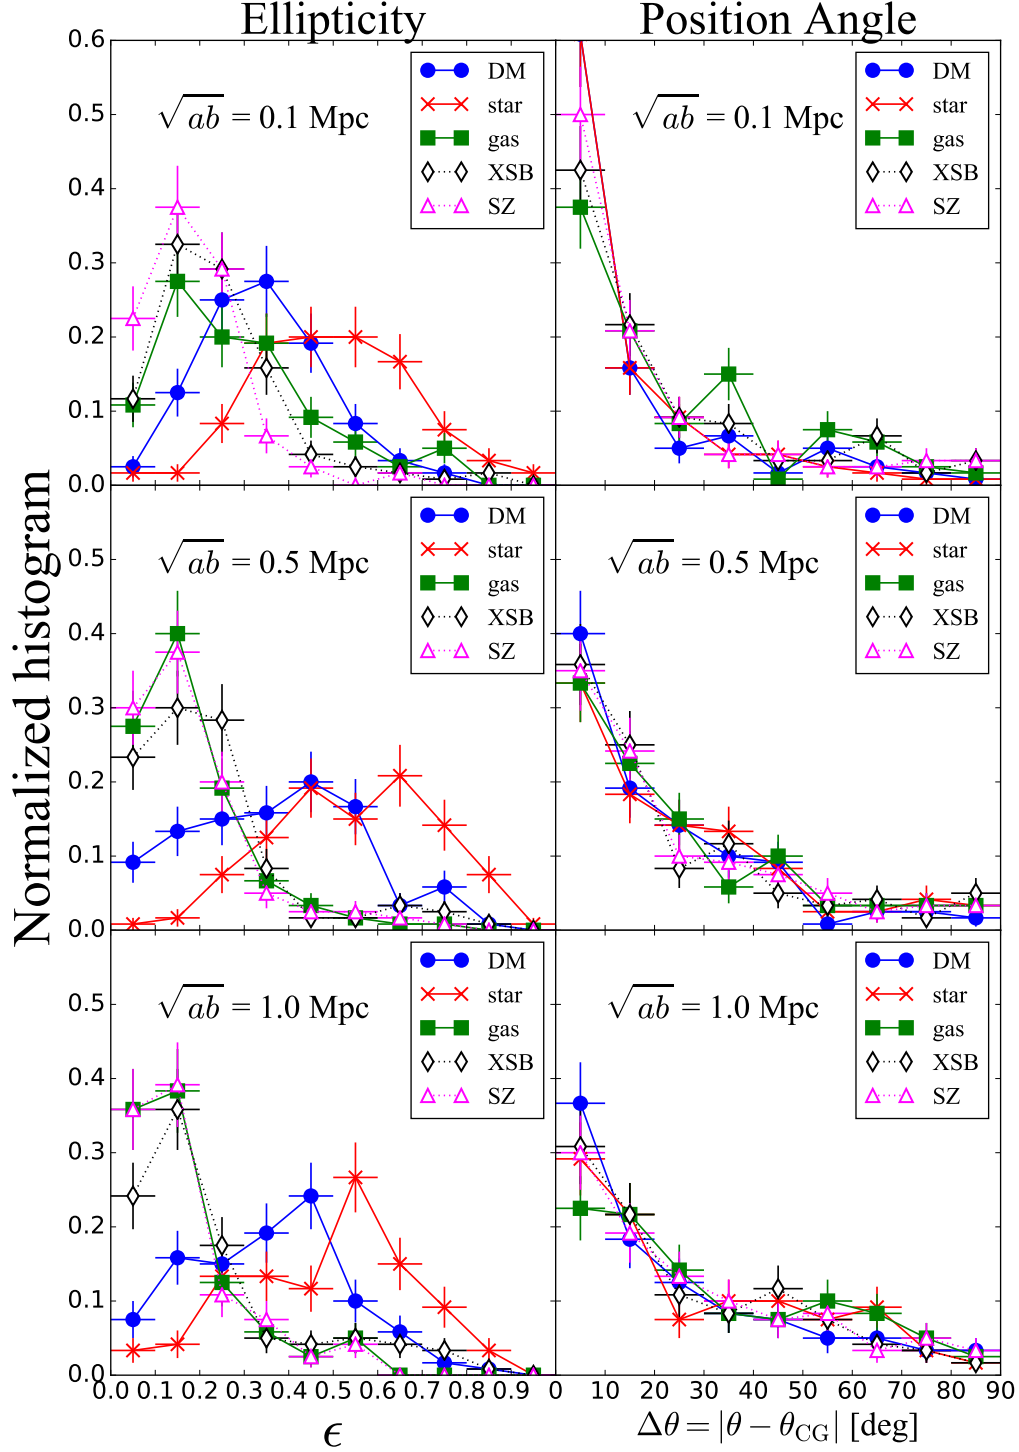 Ellipticity Position Angle
Normalized histogram
0.6
0.5
0.4
0.3
0.2
0.1
0.0
√ab = 0.1 Mpc
DM
star
gas
XSB
SZ
√ab = 0.1 Mpc
DM
star
gas
XSB
SZ
0.5
0.4
0.3
0.2
0.1
0.0
√ab = 0.5 Mpc
DM
star
gas
XSB
SZ
√ab = 0.5 Mpc
DM
star
gas
XSB
SZ
0.5
0.4
0.3
0.2
0.1
0.0
√ab = 1.0 Mpc
DM
star
gas
XSB
SZ
√ab = 1.0 Mpc
DM
star
gas
XSB
SZ
0.0 0.1 0.2 0.3 0.4 0.5 0.6 0.7 0.8 0.9 0 10 20 30 40 50 60 70 80 90
ϵ
Δθ = |θ − θCG| [deg]